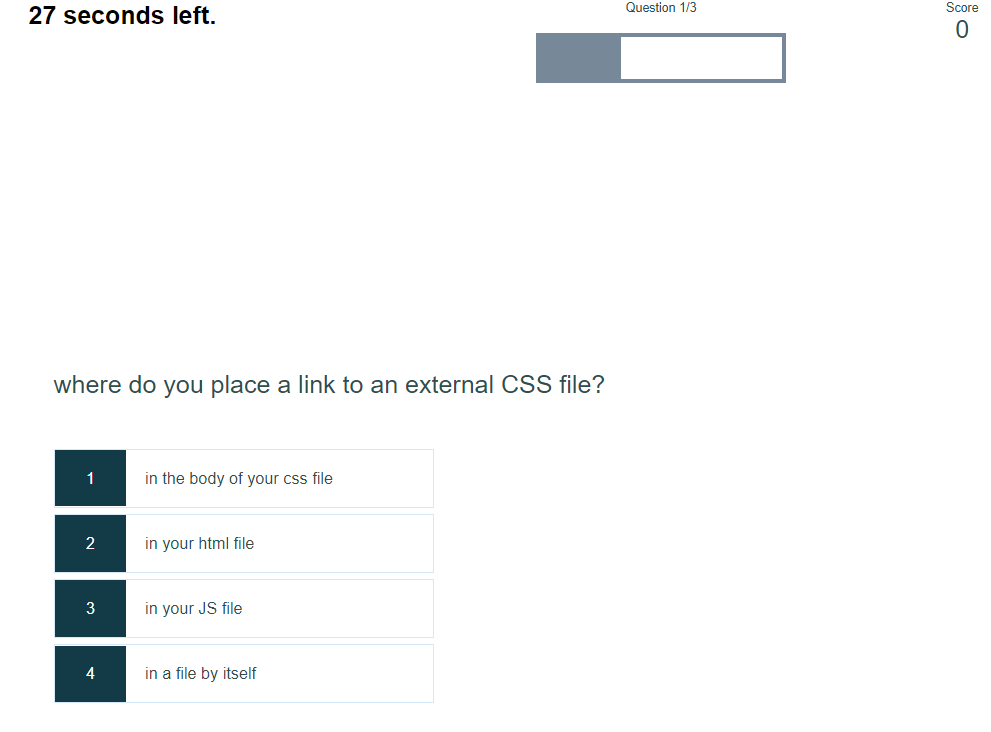 27 seconds left.
Question 1/3
Score
0
where do you place a link to an external CSS file?
1 in the body of your css file
2 in your html file
3 in your JS file
4 in a file by itself